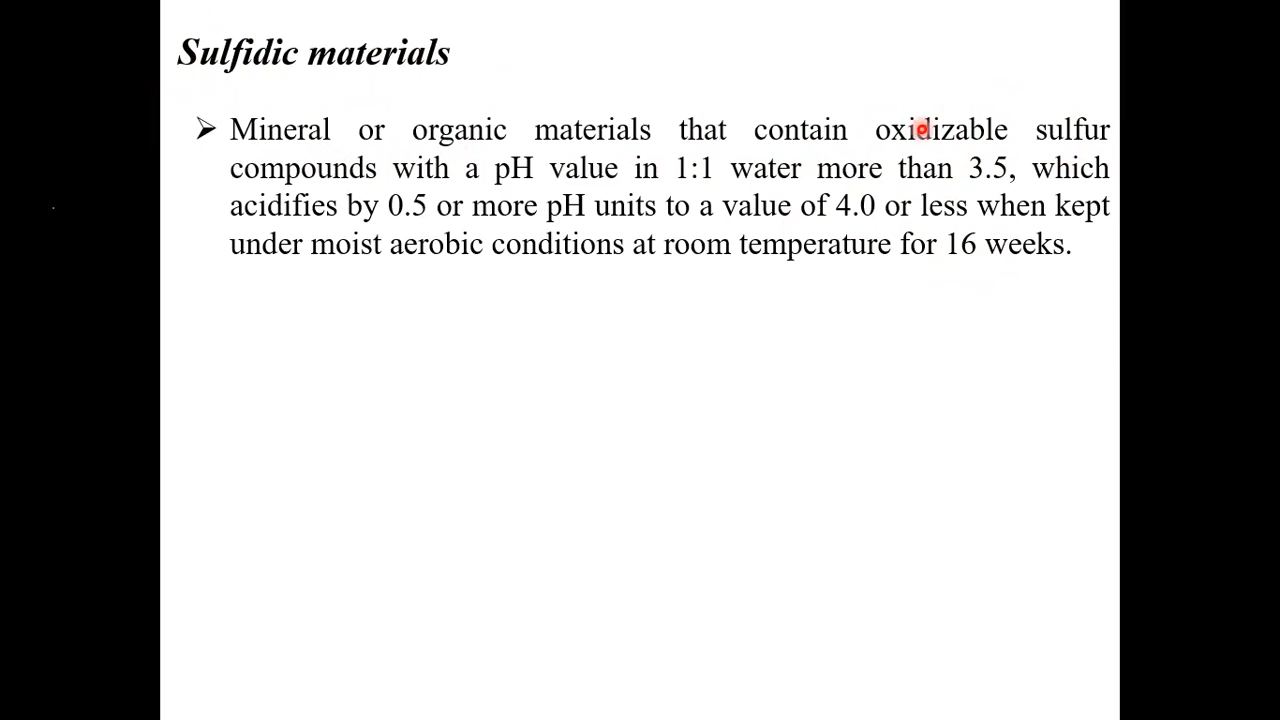 Sulfidic materials
➢ Mineral or organic materials that contain oxidizable sulfur
compounds with a pH value in 1:1 water more than 3.5, which
acidifies by 0.5 or more pH units to a value of 4.0 or less when kept
under moist aerobic conditions at room temperature for 16 weeks.